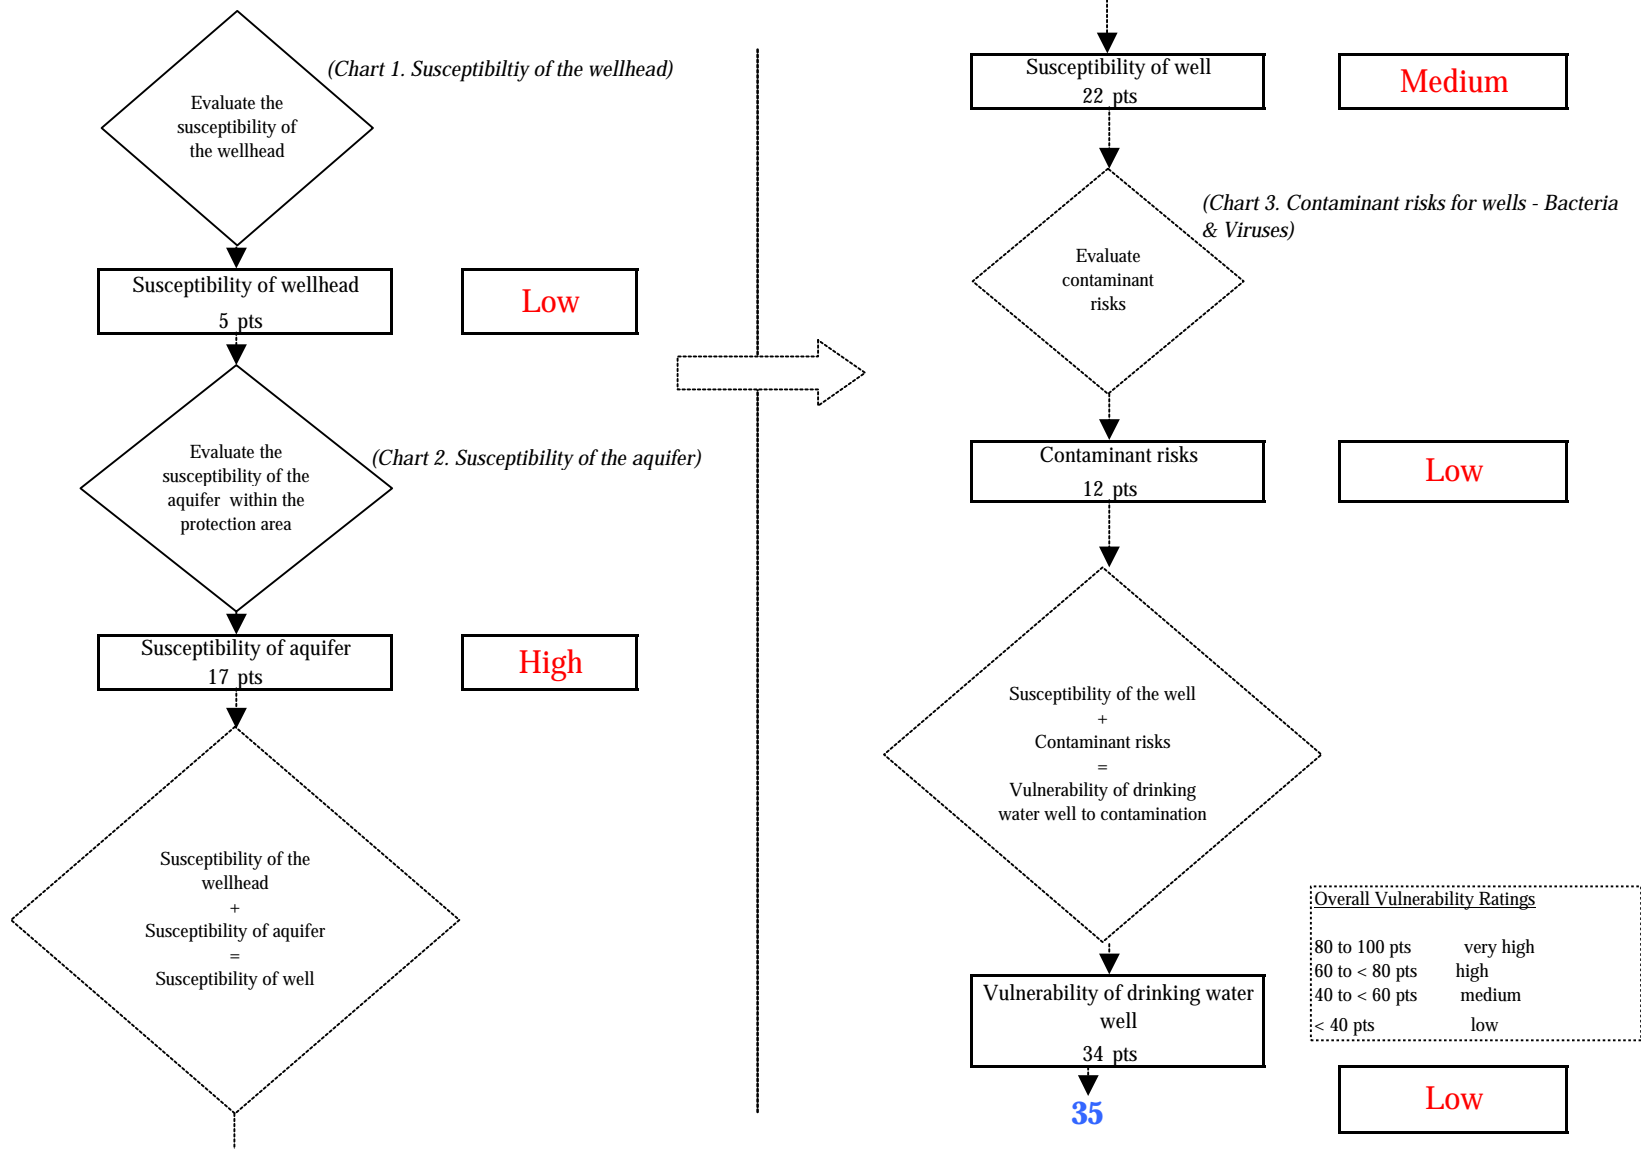 (Chart 1. Susceptibiltiy of the wellhead)
Evaluate the
susceptibility of
the wellhead
Susceptibility of wellhead
5 pts
Low
Evaluate the
susceptibility of the
aquifer within the
protection area
(Chart 2. Susceptibility of the aquifer)
Susceptibility of aquifer
17 pts
High
Susceptibility of the
wellhead
+
Susceptibility of aquifer
=
Susceptibility of well
Susceptibility of well
22 pts
Medium
(Chart 3. Contaminant risks for wells - Bacteria
& Viruses)
Evaluate
contaminant
risks
Contaminant risks
12 pts
Low
Susceptibility of the well
+
Contaminant risks
=
Vulnerability of drinking
water well to contamination
Overall Vulnerability Ratings
80 to 100 pts very high
60 to < 80 pts high
40 to < 60 pts medium
< 40 pts low
Vulnerability of drinking water
well
34 pts
35
Low